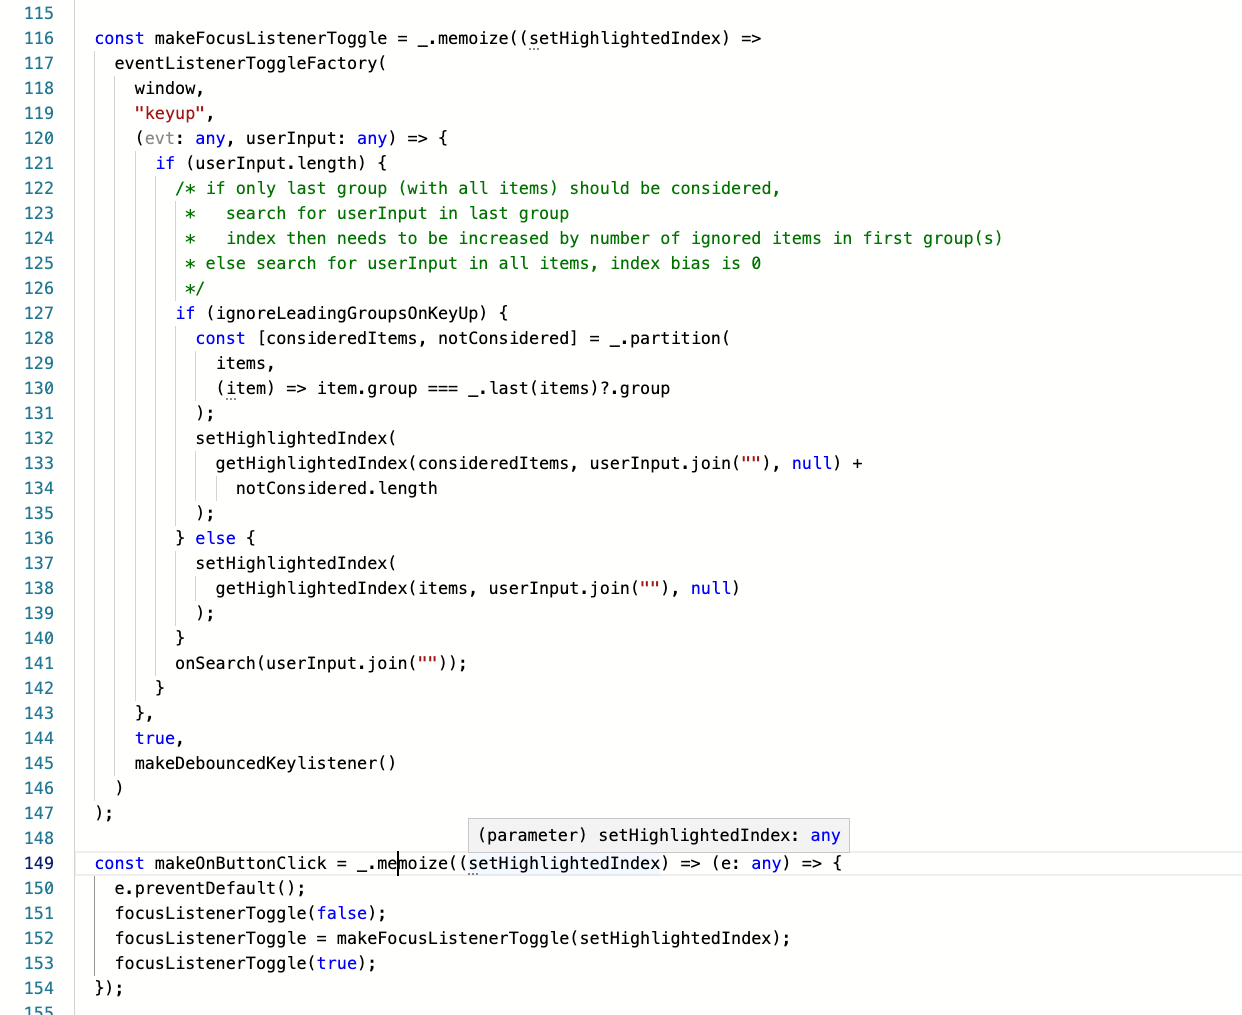 115
116 const makeFocusListenerToggle = _.memoize((setHighlightedIndex) =>
117 eventListenerToggleFactory(
118 window,
119 "keyup",
120 (evt: any, userInput: any) => {
121 if (userInput.length) {
122 /* if only last group (with all items) should be considered,
123 *   search for userInput in last group
124 *   index then needs to be increased by number of ignored items in first group(s)
125 * else search for userInput in all items, index bias is 0
126 */
127 if (ignoreLeadingGroupsOnKeyUp) {
128 const [consideredItems, notConsidered] = _.partition(
129 items,
130 (item) => item.group === _.last(items)?.group
131 );
132 setHighlightedIndex(
133 getHighlightedIndex(consideredItems, userInput.join(""), null) +
134 notConsidered.length
135 );
136 } else {
137 setHighlightedIndex(
138 getHighlightedIndex(items, userInput.join(""), null)
139 );
140 }
141 onSearch(userInput.join(""));
142 }
143 },
144 true,
145 makeDebouncedKeylistener()
146 )
147 );
148
(parameter) setHighlightedIndex: any
149 const makeOnButtonClick = _.memoize((setHighlightedIndex) => (e: any) => {
150 e.preventDefault();
151 focusListenerToggle(false);
152 focusListenerToggle = makeFocusListenerToggle(setHighlightedIndex);
153 focusListenerToggle(true);
154 });
155